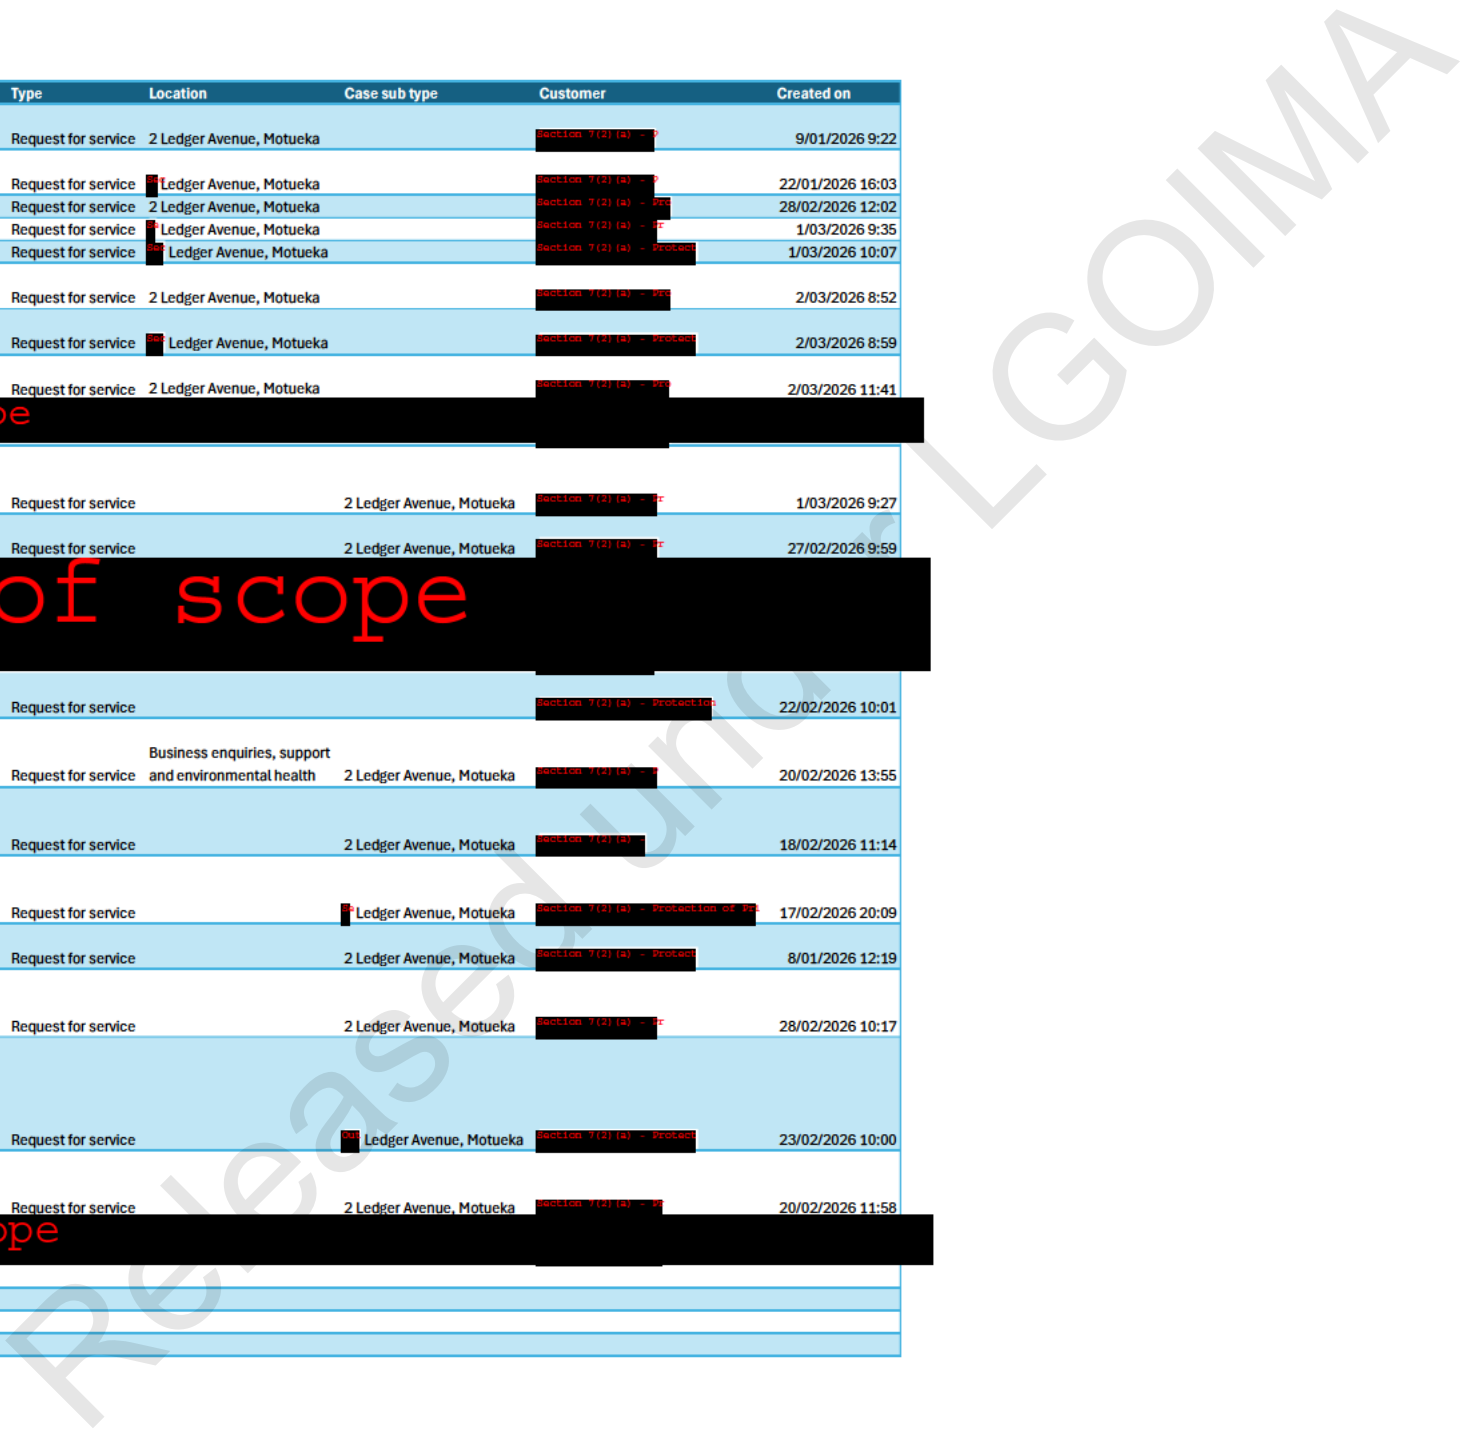 Type Location Case sub type Customer Created on
Request for service 2 Ledger Avenue, Motueka Section 7(2)(a) - P 9/01/2026 9:22
Request for service Sec Ledger Avenue, Motueka Section 7(2)(a) - P 22/01/2026 16:03
Request for service 2 Ledger Avenue, Motueka Section 7(2)(a) - Pro 28/02/2026 12:02
Request for service Se Ledger Avenue, Motueka Section 7(2)(a) - Pr 1/03/2026 9:35
Request for service Sec Ledger Avenue, Motueka Section 7(2)(a) - Protect 1/03/2026 10:07
Request for service 2 Ledger Avenue, Motueka Section 7(2)(a) - Pro 2/03/2026 8:52
Request for service Sec Ledger Avenue, Motueka Section 7(2)(a) - Protect 2/03/2026 8:59
Request for service 2 Ledger Avenue, Motueka Section 7(2)(a) - Pro 2/03/2026 11:41
pe
Request for service 2 Ledger Avenue, Motueka Section 7(2)(a) - Pr 1/03/2026 9:27
Request for service 2 Ledger Avenue, Motueka Section 7(2)(a) - Pr 27/02/2026 9:59
of scope
Request for service Section 7(2)(a) - Protection 22/02/2026 10:01
Business enquiries, support
Request for service and environmental health 2 Ledger Avenue, Motueka Section 7(2)(a) - P 20/02/2026 13:55
Request for service 2 Ledger Avenue, Motueka Section 7(2)(a) - 18/02/2026 11:14
Request for service Se Ledger Avenue, Motueka Section 7(2)(a) - Protection of Pri 17/02/2026 20:09
Request for service 2 Ledger Avenue, Motueka Section 7(2)(a) - Protect 8/01/2026 12:19
Request for service 2 Ledger Avenue, Motueka Section 7(2)(a) - Pr 28/02/2026 10:17
Request for service Out Ledger Avenue, Motueka Section 7(2)(a) - Protect 23/02/2026 10:00
Request for service 2 Ledger Avenue, Motueka Section 7(2)(a) - Pr 20/02/2026 11:58
ope
Released under LGOIMA